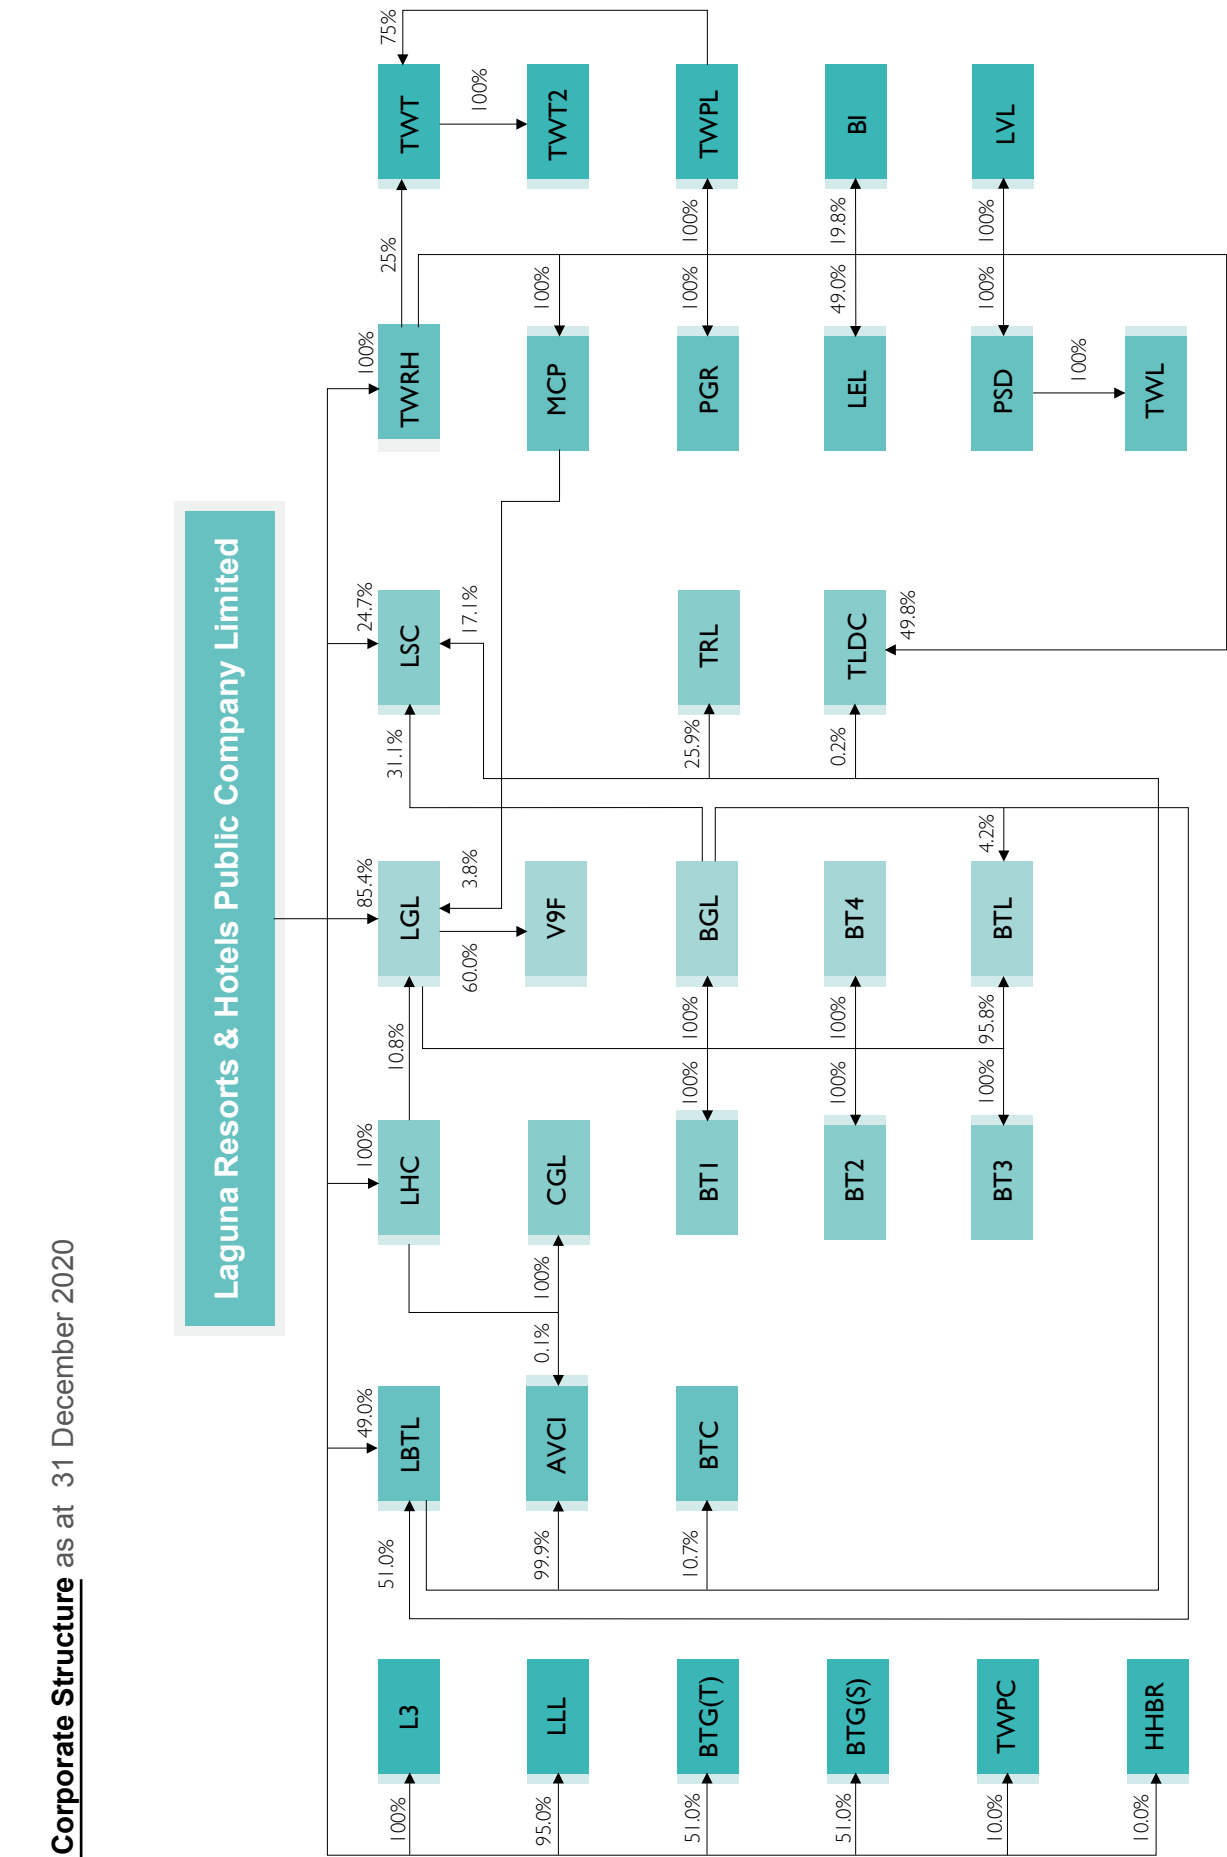 Corporate Structure as at 31 December 2020
Laguna Resorts & Hotels Public Company Limited
100%
L3
95.0%
LLL
51.0%
BTG(T)
51.0%
BTG(S)
10.0%
TWPC
10.0%
HHBR
49.0%
51.0%
LBTL
99.9%
AVCI
0.1%
10.7%
BTC
100%
LHC
100%
CGL
10.8%
85.4%
LGL
3.8%
60.0%
V9F
100%
BT1
100%
BGL
100%
BT2
100%
BT4
100%
BT3
95.8%
BTL
4.2%
31.1%
24.7%
LSC
17.1%
25.9%
TRL
0.2%
TLDC
49.8%
100%
TWRH
25%
TWT
75%
100%
TWT2
MCP
100%
PGR
100%
100%
TWPL
LEL
49.0%
19.8%
BI
PSD
100%
100%
LVL
100%
TWL